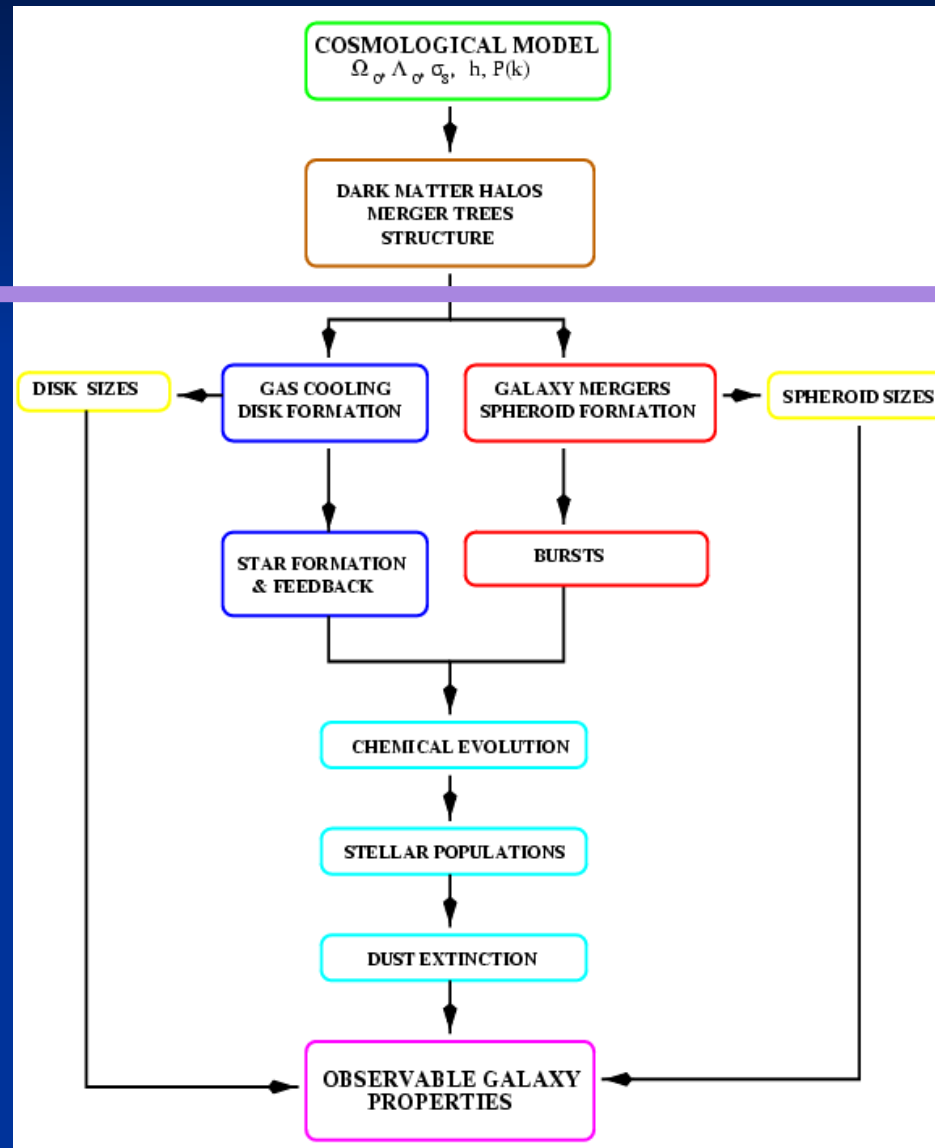 COSMOLOGICAL MODEL
Ω₀, Λ₀, σ₈, h, P(k)
DARK MATTER HALOS
MERGER TREES
STRUCTURE
DISK SIZES
GAS COOLING
DISK FORMATION
GALAXY MERGERS
SPHEROID FORMATION
SPHEROID SIZES
STAR FORMATION
& FEEDBACK
BURSTS
CHEMICAL EVOLUTION
STELLAR POPULATIONS
DUST EXTINCTION
OBSERVABLE GALAXY
PROPERTIES